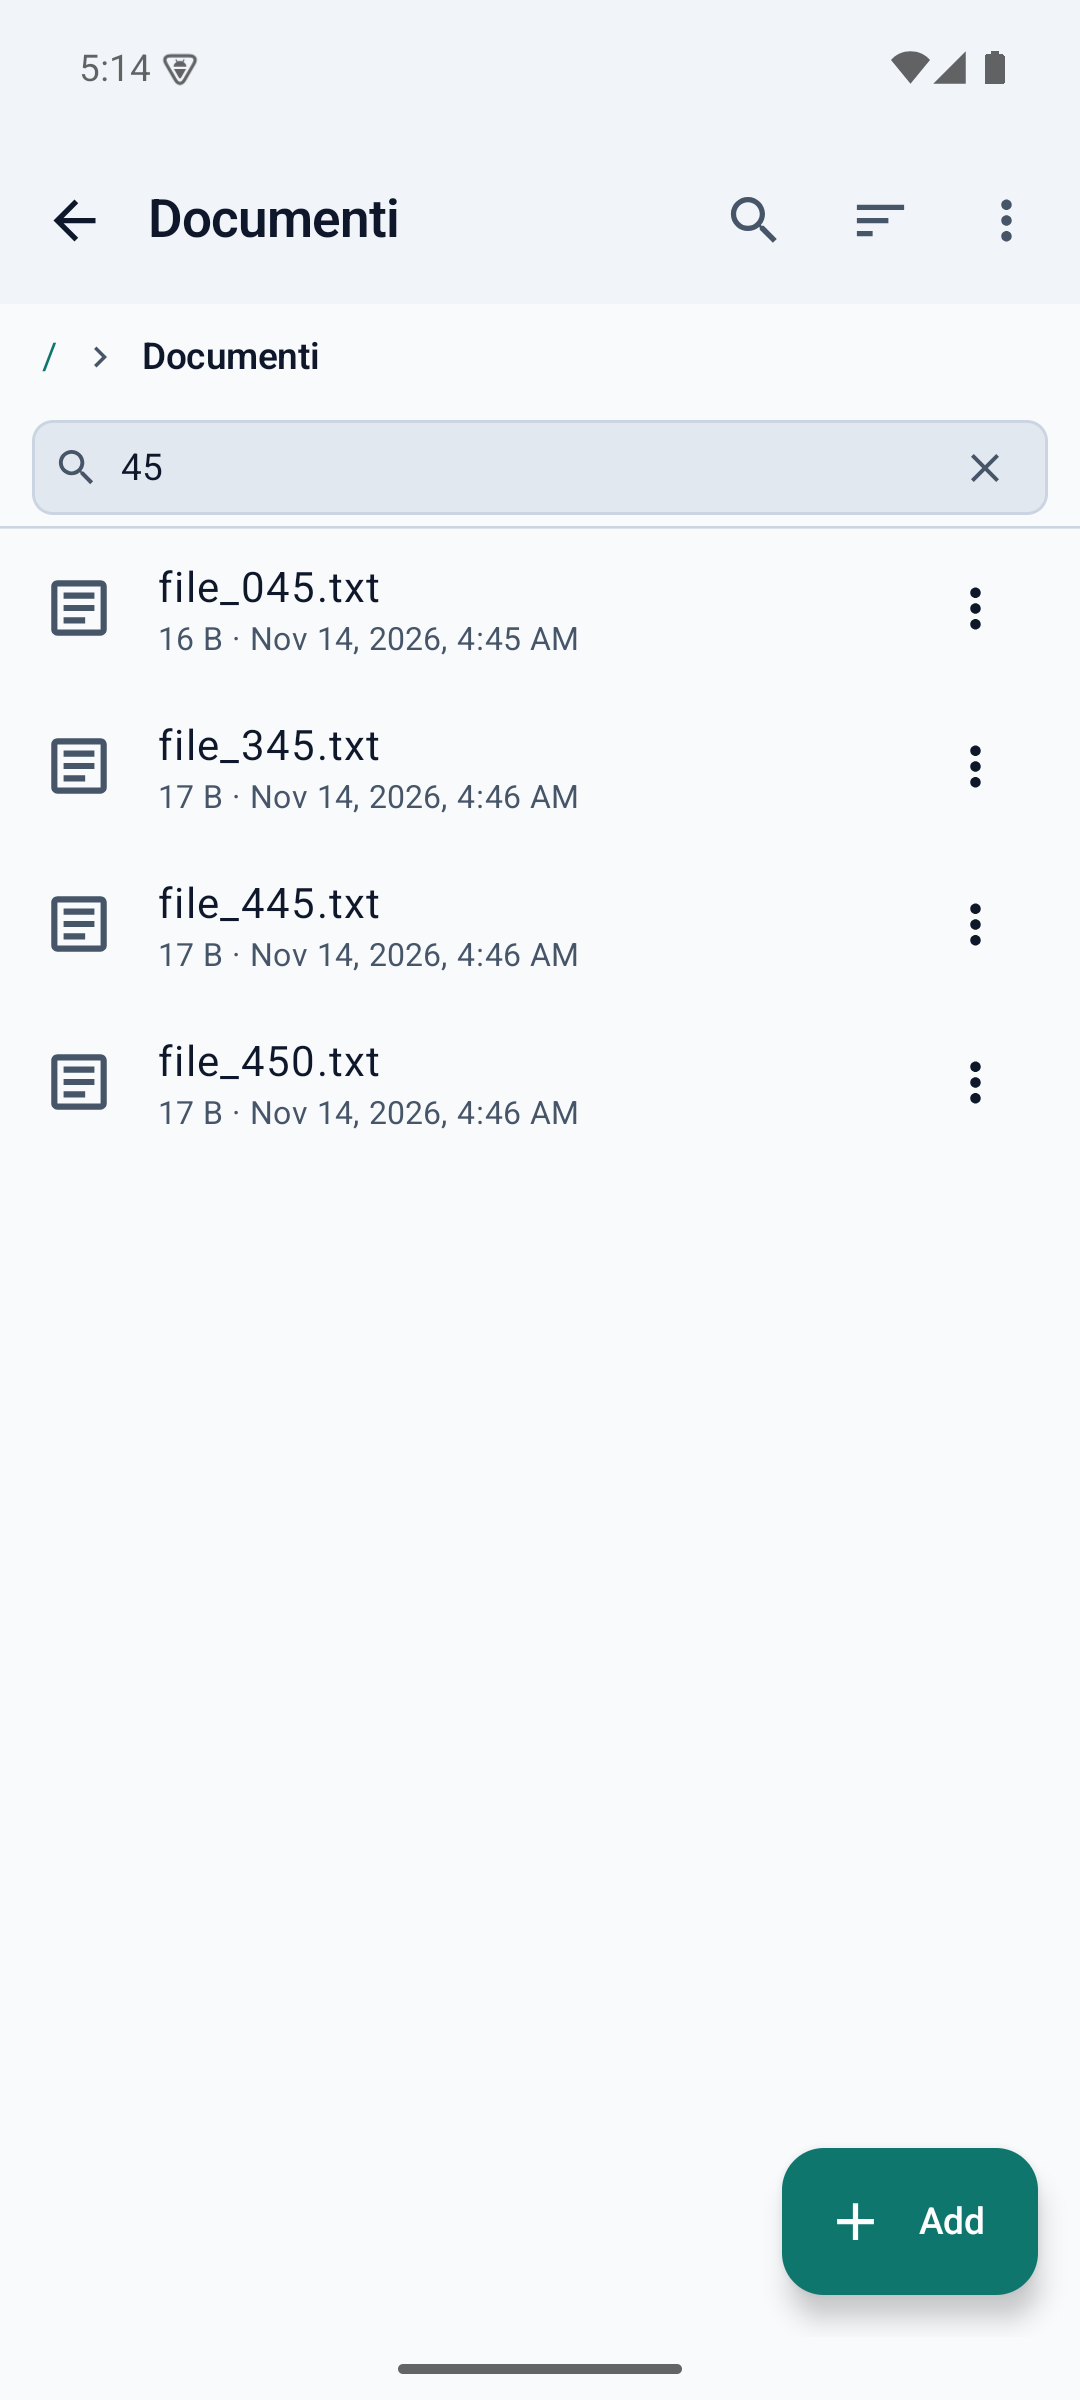 5:14
Documenti
/ Documenti
45
file_045.txt
16 B · Nov 14, 2026, 4:45 AM
file_345.txt
17 B · Nov 14, 2026, 4:46 AM
file_445.txt
17 B · Nov 14, 2026, 4:46 AM
file_450.txt
17 B · Nov 14, 2026, 4:46 AM
Add